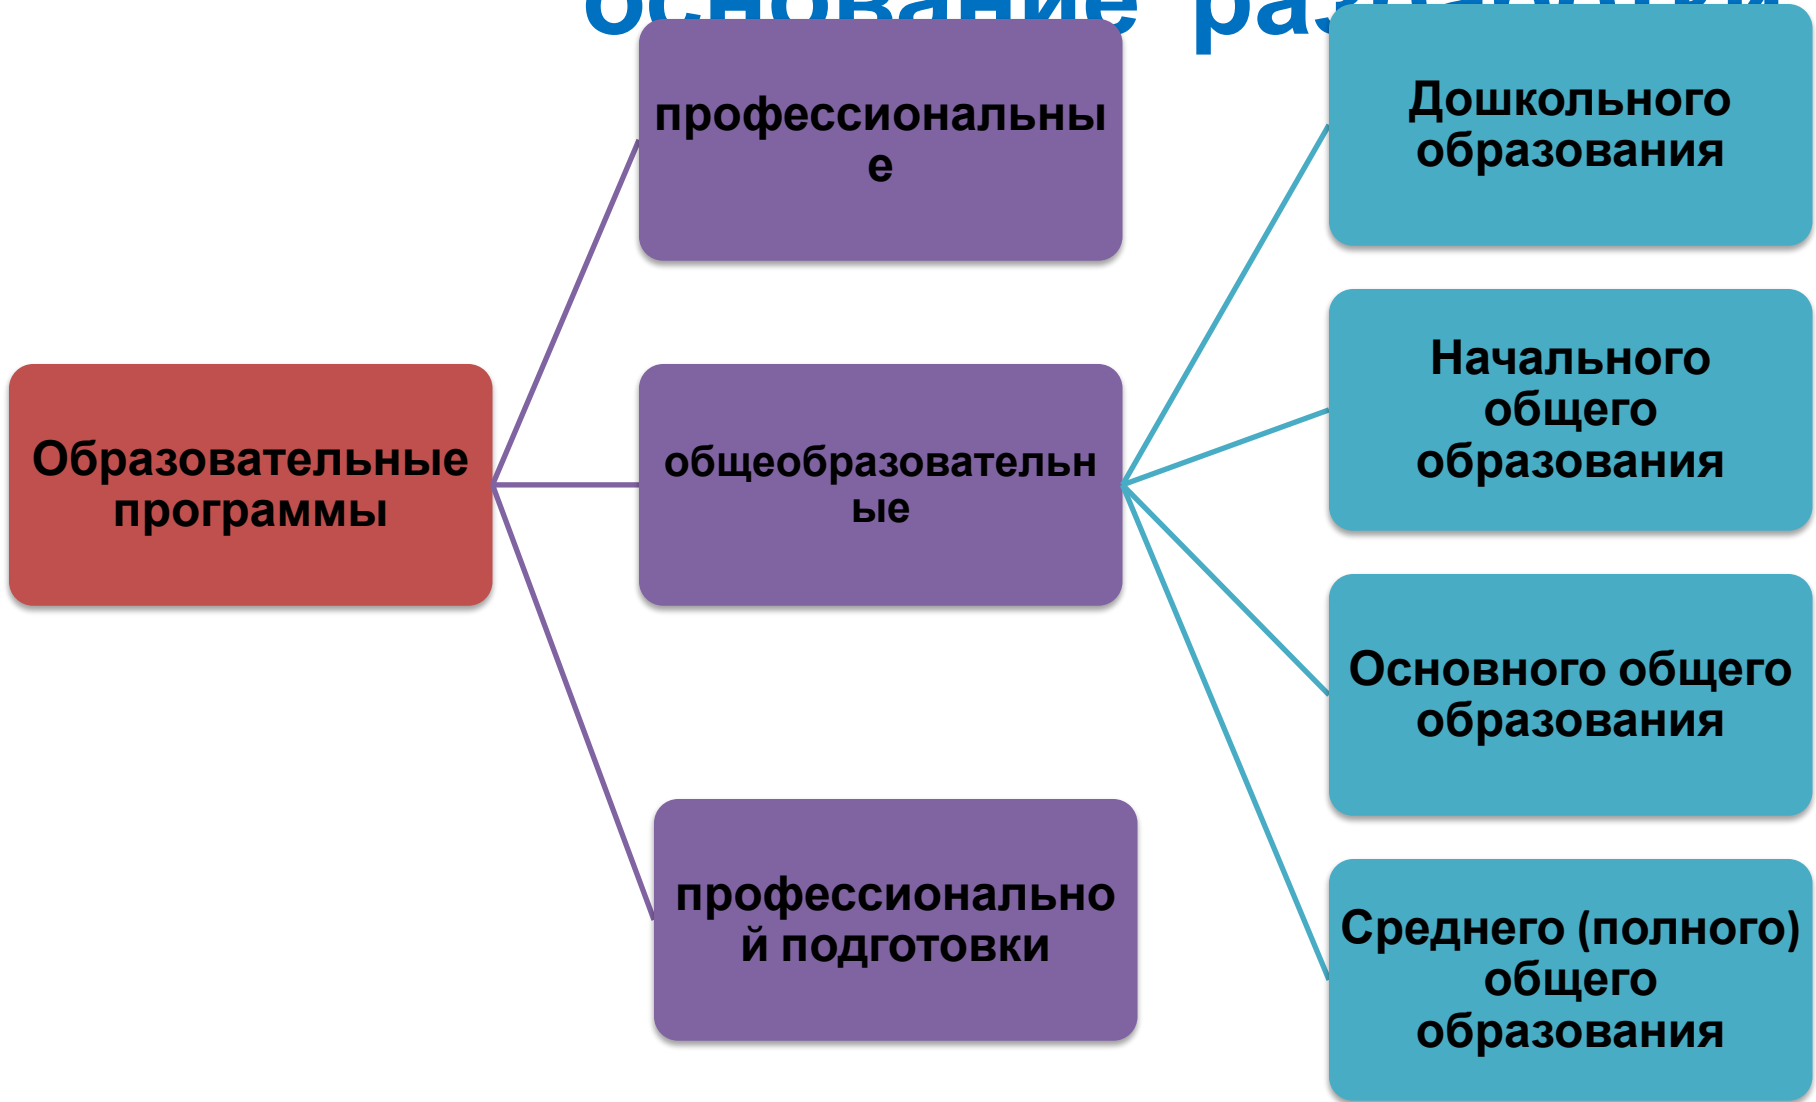 основание
профессиональны
е
Дошкольного
образования
Начального
общего
образования
Образовательные
программы
общеобразовательн
ые
Основного общего
образования
профессионально
й подготовки
Среднего (полного)
общего
образования